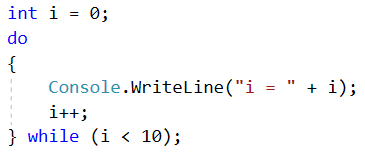 int i = 0;
do
{
    Console.WriteLine("i = " + i);
    i++;
} while (i < 10);